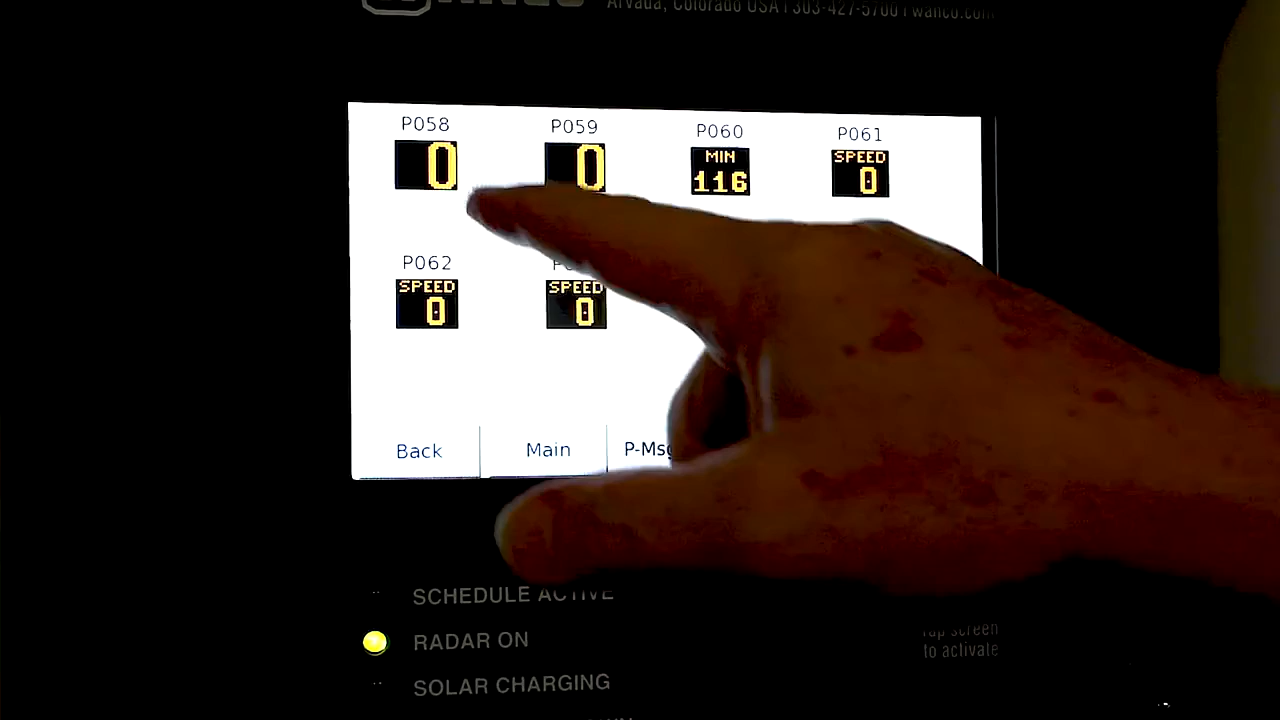 Arvada, Colorado USA | 303-427-5700 | wanco.com
P058 P059 P060 P061
0 0 MIN 116 SPEED 0
P062
SPEED 0 SPEED 0
Back Main P-Msg
SCHEDULE ACTIVE
RADAR ON
Tap screen
to activate
SOLAR CHARGING